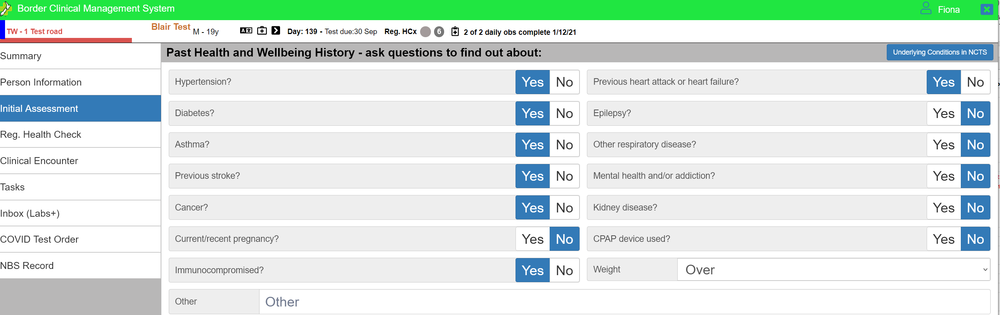 Border Clinical Management System
Fiona
TW - 1 Test road
Blair Test M - 19y
Day: 139 - Test due:30 Sep Reg. HCx 6 2 of 2 daily obs complete 1/12/21
Summary
Person Information
Initial Assessment
Reg. Health Check
Clinical Encounter
Tasks
Inbox (Labs+)
COVID Test Order
NBS Record
Past Health and Wellbeing History - ask questions to find out about:
Underlying Conditions in NCTS
Hypertension? Yes No
Previous heart attack or heart failure? Yes No
Diabetes? Yes No
Epilepsy? Yes No
Asthma? Yes No
Other respiratory disease? Yes No
Previous stroke? Yes No
Mental health and/or addiction? Yes No
Cancer? Yes No
Kidney disease? Yes No
Current/recent pregnancy? Yes No
CPAP device used? Yes No
Immunocompromised? Yes No
Weight Over
Other Other